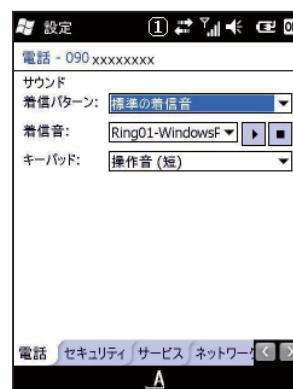 設定
電話 - 090 xxxxxxxx
サウンド
着信パターン: 標準の着信音
着信音: Ring01-WindowsF
キーパッド: 操作音 (短)
電話 セキュリティ サービス ネットワーク